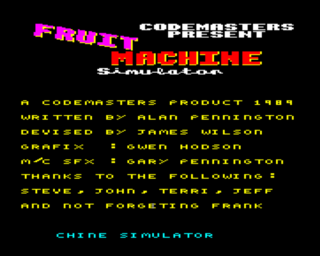 CODEMASTERS
PRESENT
FRUIT
MACHINE
Simulator
A CODEMASTERS PRODUCT 1989
WRITTEN BY ALAN PENNINGTON
DEVISED BY JAMES WILSON
GRAFIX : GWEN HODSON
M/C SFX : GARY PENNINGTON
THANKS TO THE FOLLOWING :
STEVE, JOHN, TERRI, JEFF
AND NOT FORGETING FRANK
CHINE SIMULATOR